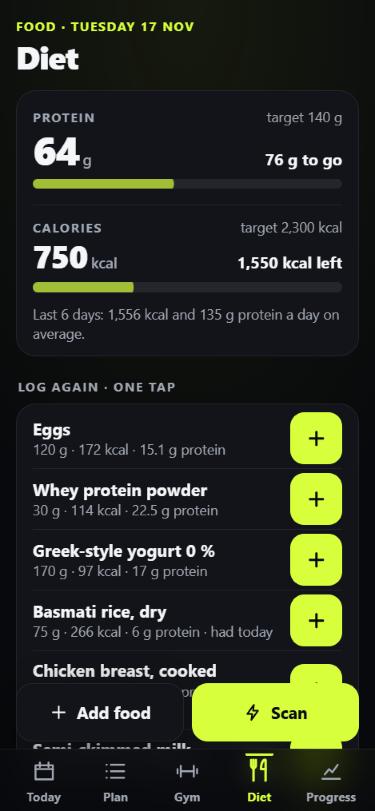 FOOD · TUESDAY 17 NOV
Diet
PROTEIN target 140 g
64 g 76 g to go
CALORIES target 2,300 kcal
750 kcal 1,550 kcal left
Last 6 days: 1,556 kcal and 135 g protein a day on
average.
LOG AGAIN · ONE TAP
Eggs
120 g · 172 kcal · 15.1 g protein
Whey protein powder
30 g · 114 kcal · 22.5 g protein
Greek-style yogurt 0 %
170 g · 97 kcal · 17 g protein
Basmati rice, dry
75 g · 266 kcal · 6 g protein · had today
Chicken breast, cooked
Add food
Scan
Semi-skimmed milk
Today
Plan
Gym
Diet
Progress